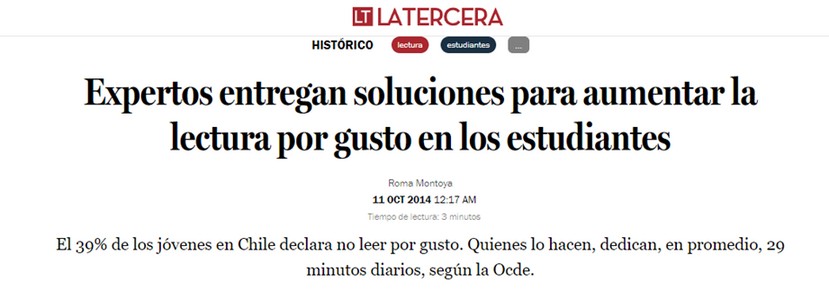 LT LATERCERA
HISTÓRICO lectura estudiantes ...
Expertos entregan soluciones para aumentar la
lectura por gusto en los estudiantes
Roma Montoya
11 OCT 2014 12:17 AM
Tiempo de lectura: 3 minutos
El 39% de los jóvenes en Chile declara no leer por gusto. Quienes lo hacen, dedican, en promedio, 29
minutos diarios, según la Ocde.